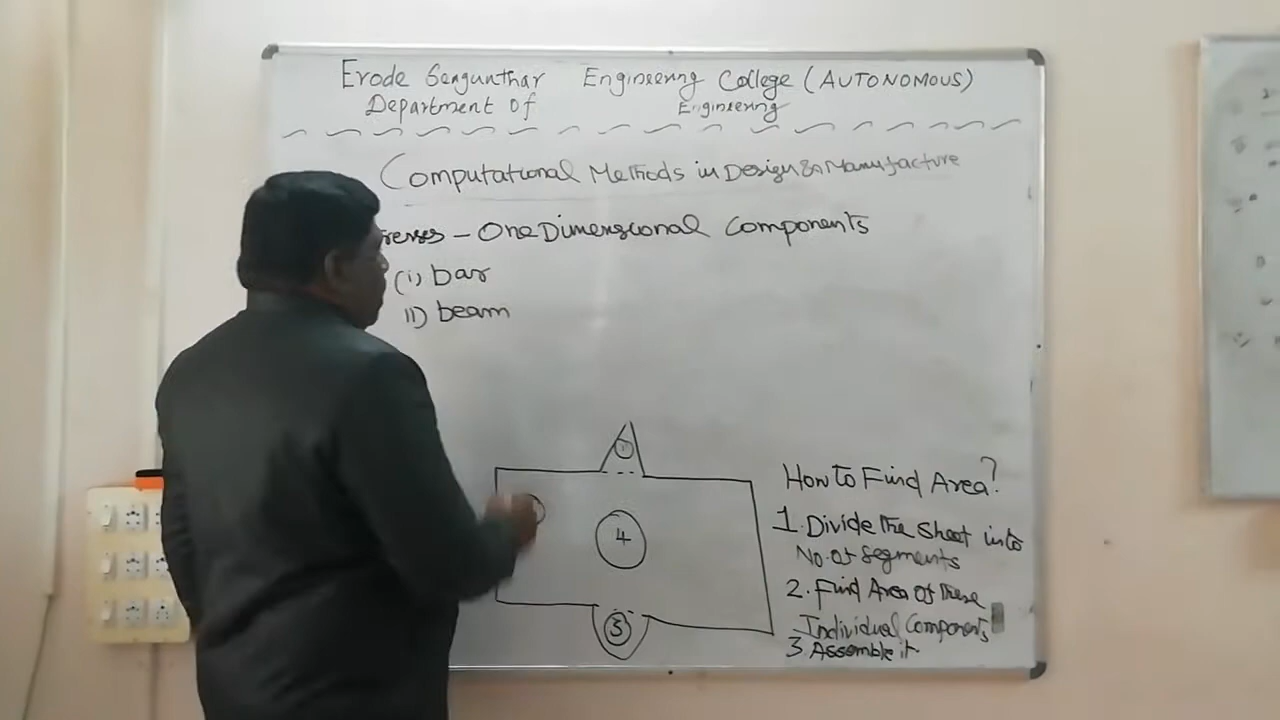 Erode Sengunthar Engineering College (AUTONOMOUS)
Department Of Engineering
Computational Methods in Design & Manufacture
- One Dimensional Components
(i) bar
ii) beam
1
4
3
How to Find Area?
1. Divide the sheet into
No. of segments
2. Find Area of these
Individual Components
3 Assemble it